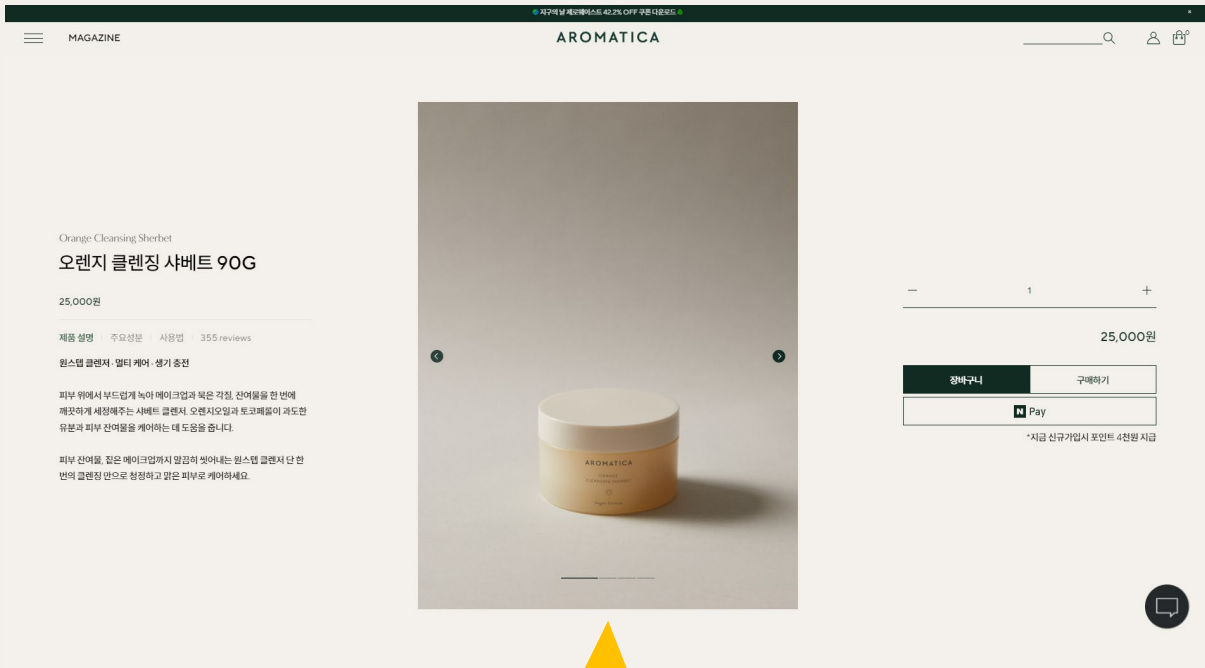 지구의 날 제로웨이스트 42.2% OFF 쿠폰 다운로드
MAGAZINE
AROMATICA
0
Orange Cleansing Sherbet
오렌지 클렌징 샤베트 90G
25,000원
제품 설명 주요성분 사용법 355 reviews
원스텝 클렌저 · 멀티 케어 · 생기 충전
피부 위에서 부드럽게 녹아 메이크업과 묵은 각질, 잔여물을 한 번에
깨끗하게 세정해주는 샤베트 클렌저. 오렌지오일과 토코페롤이 과도한
유분과 피부 잔여물을 케어하는 데 도움을 줍니다.
피부 잔여물, 짙은 메이크업까지 말끔히 씻어내는 원스텝 클렌저 단 한
번의 클렌징 만으로 청정하고 맑은 피부로 케어하세요.
AROMATICA
ORANGE
CLEANSING SHERBET
1
25,000원
장바구니 구매하기
N Pay
*지금 신규가입시 포인트 4천원 지급